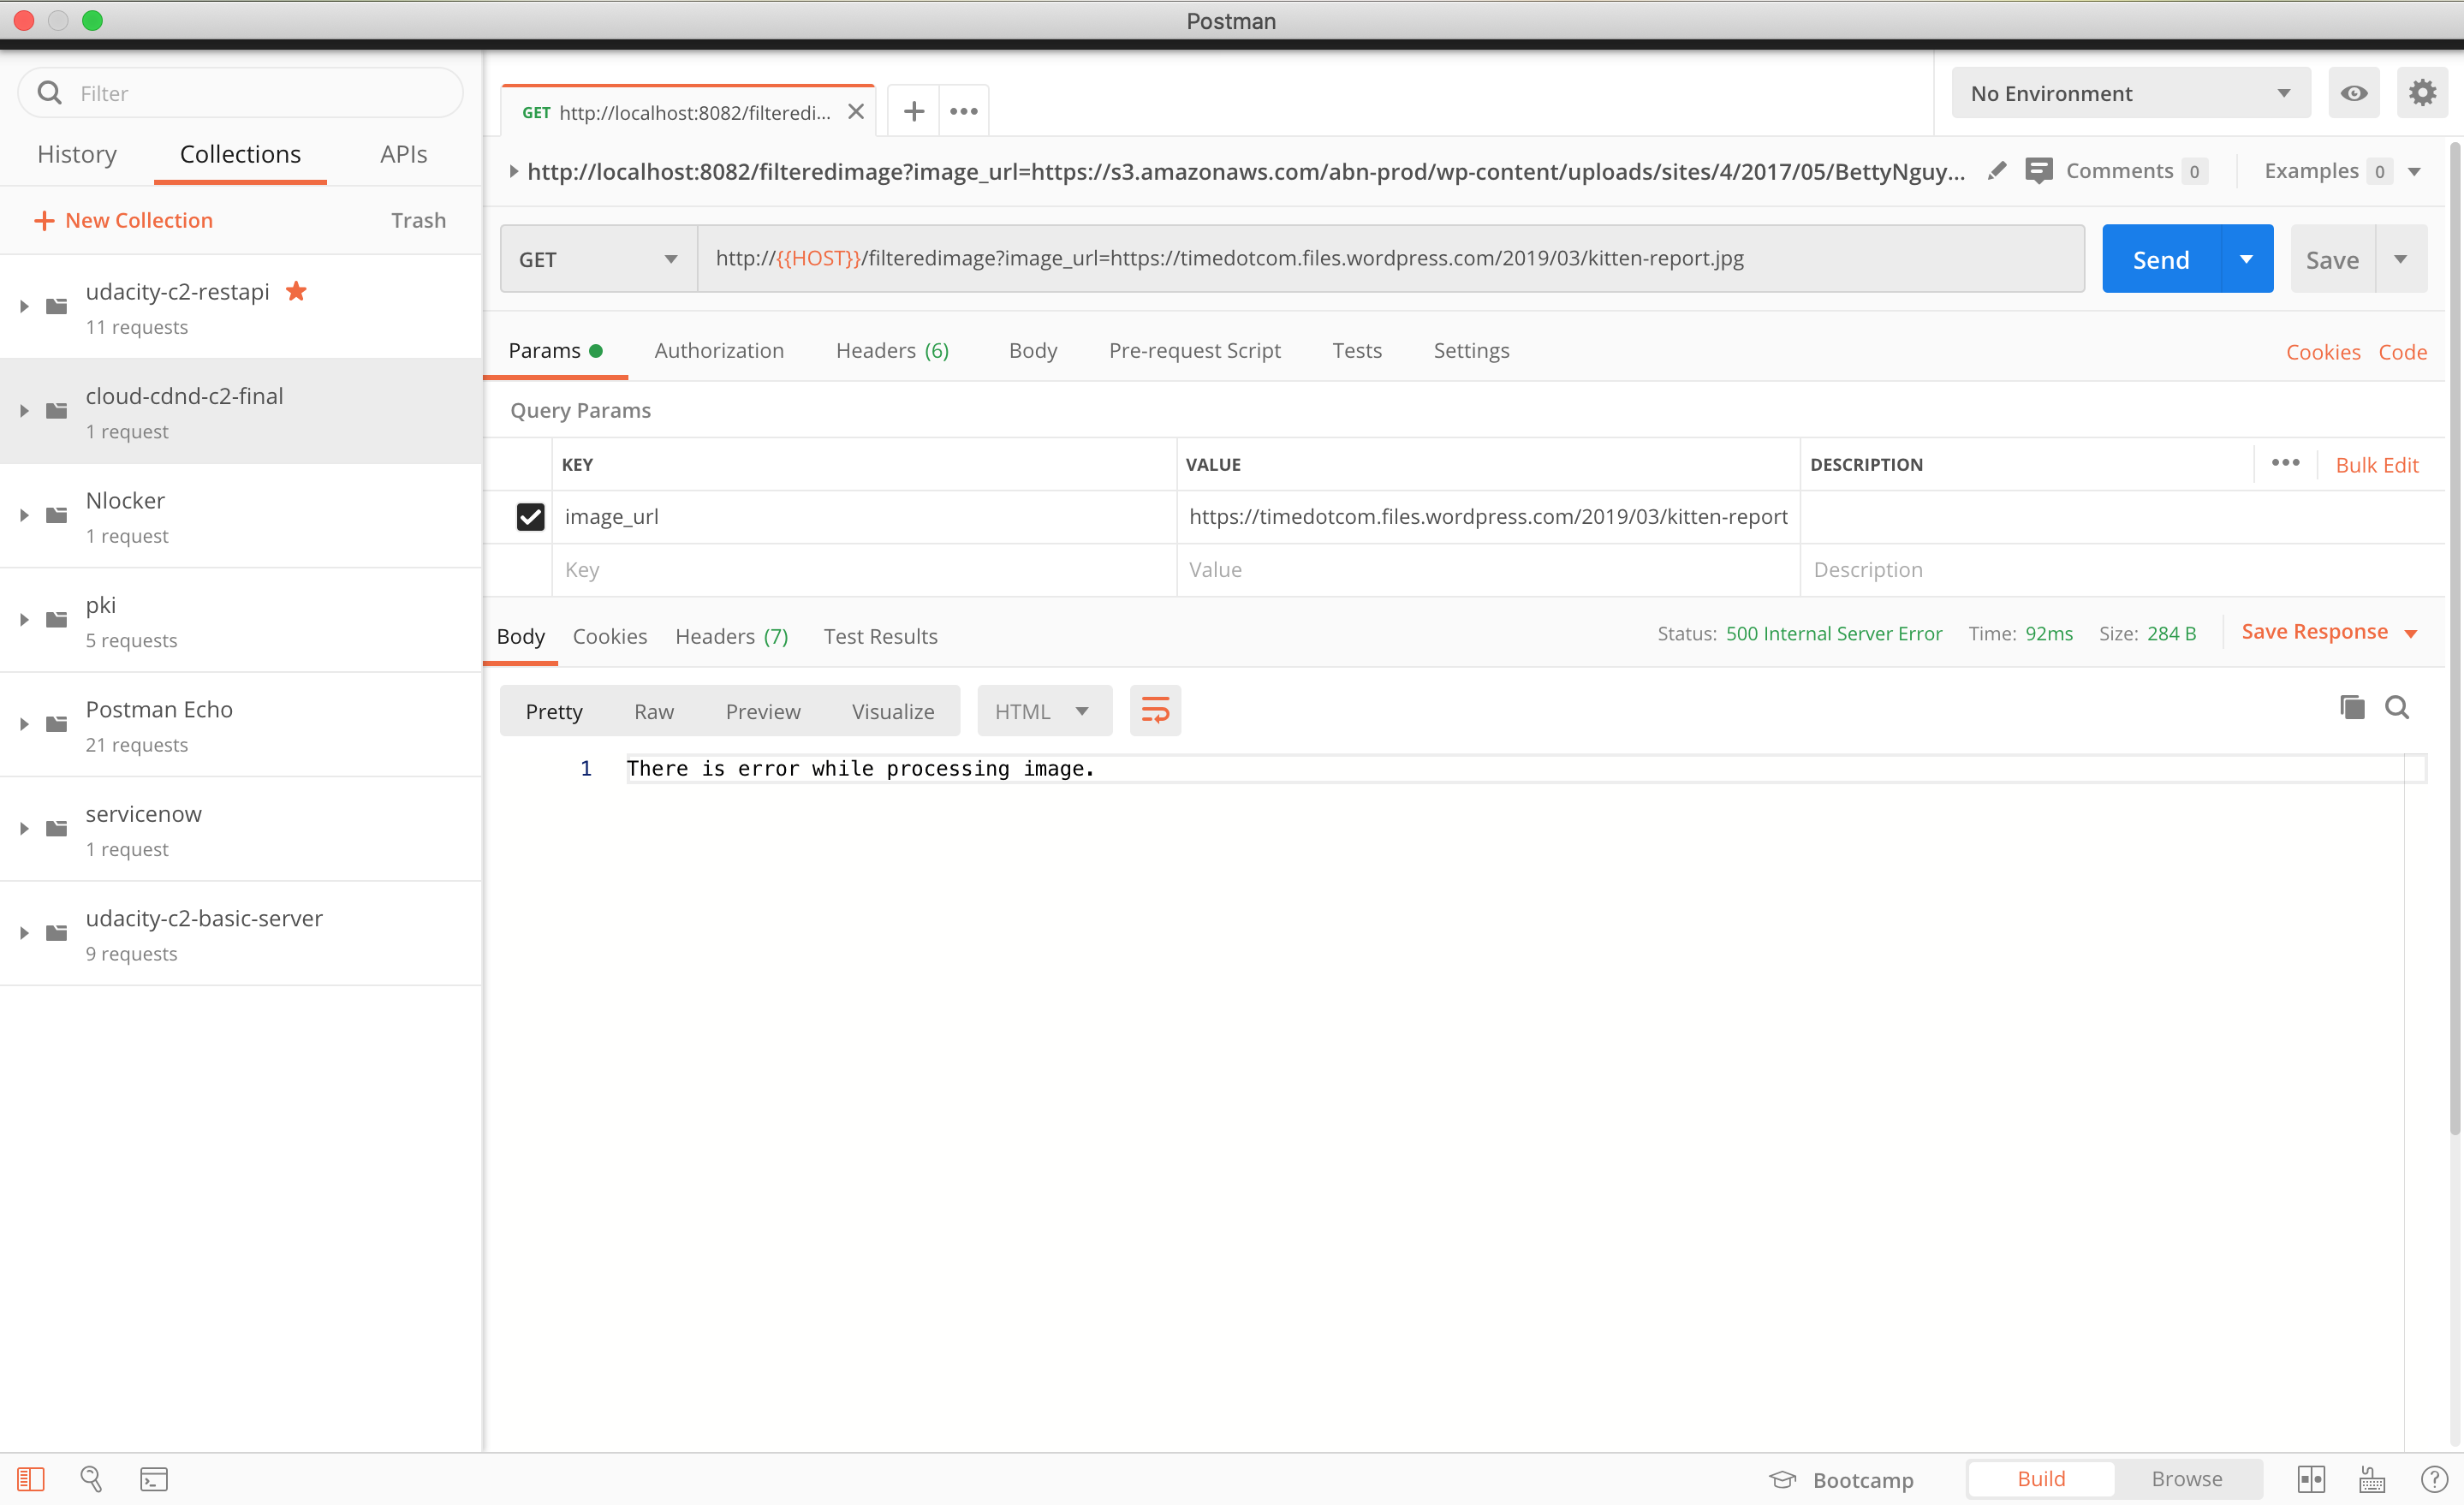 Postman
Filter
History
Collections
APIs
New Collection
Trash
udacity-c2-restapi
11 requests
cloud-cdnd-c2-final
1 request
Nlocker
1 request
pki
5 requests
Postman Echo
21 requests
servicenow
1 request
udacity-c2-basic-server
9 requests
GET http://localhost:8082/filteredi...
No Environment
http://localhost:8082/filteredimage?image_url=https://s3.amazonaws.com/abn-prod/wp-content/uploads/sites/4/2017/05/BettyNguy...
Comments 0
Examples 0
GET
http://{{HOST}}/filteredimage?image_url=https://timedotcom.files.wordpress.com/2019/03/kitten-report.jpg
Send
Save
Params
Authorization
Headers (6)
Body
Pre-request Script
Tests
Settings
Cookies
Code
Query Params
KEY
VALUE
DESCRIPTION
Bulk Edit
image_url
https://timedotcom.files.wordpress.com/2019/03/kitten-report
Key
Value
Description
Body
Cookies
Headers (7)
Test Results
Status: 500 Internal Server Error
Time: 92ms
Size: 284 B
Save Response
Pretty
Raw
Preview
Visualize
HTML
1 There is error while processing image.
Bootcamp
Build
Browse